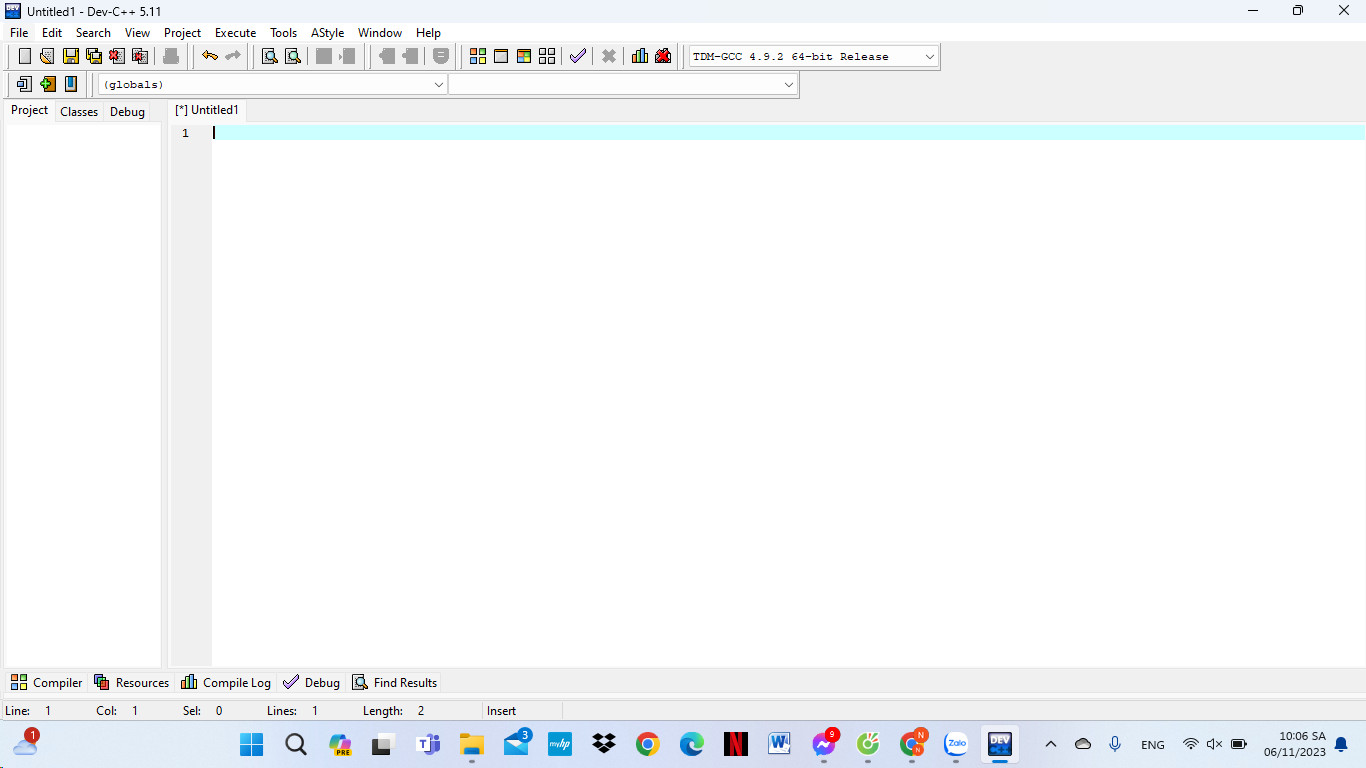 DEV Untitled1 - Dev-C++ 5.11
File Edit Search View Project Execute Tools AStyle Window Help
TDM-GCC 4.9.2 64-bit Release
(globals)
Project Classes Debug [*] Untitled1
1
Compiler Resources Compile Log Debug Find Results
Line: 1 Col: 1 Sel: 0 Lines: 1 Length: 2 Insert
1 PRE 3 myhp N W 9 N N Zalo DEV ENG 10:06 SA
06/11/2023